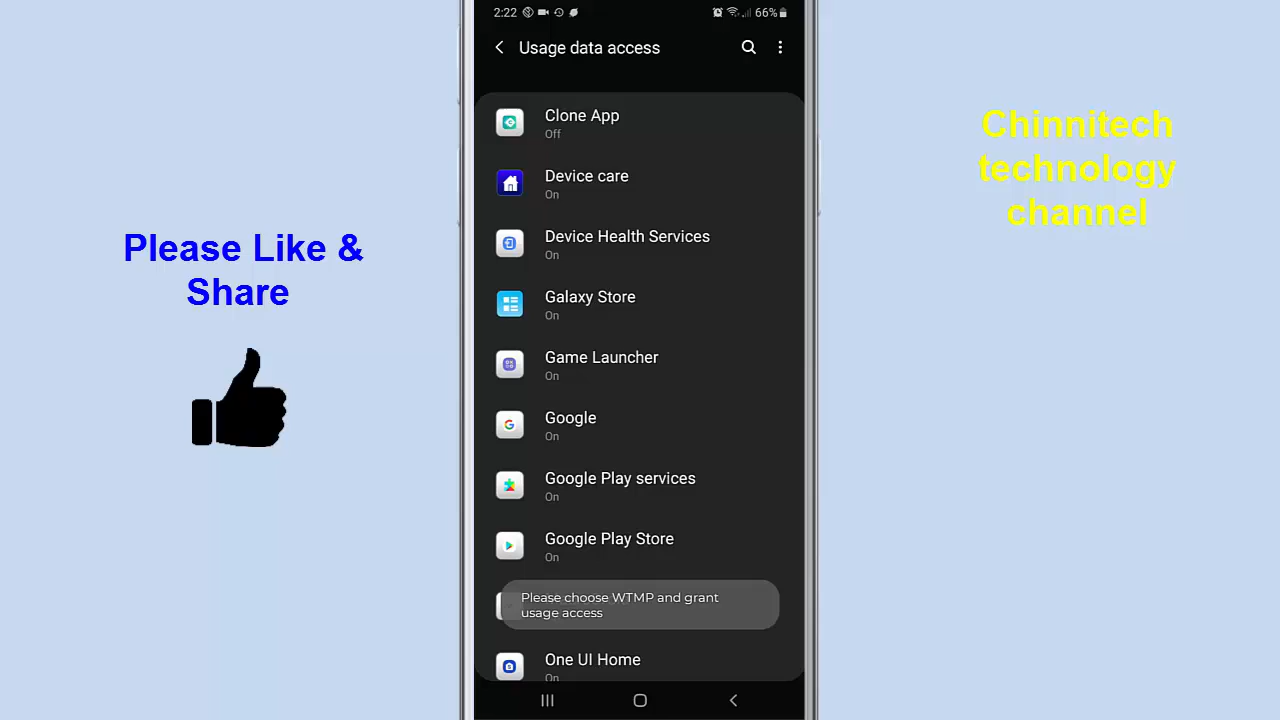 2:22
66%
Usage data access
Clone App
Off
Device care
On
Device Health Services
On
Galaxy Store
On
Game Launcher
On
Google
On
Google Play services
On
Google Play Store
On
Please choose WTMP and grant
usage access
One UI Home
On
Please Like &
Share
Chinnitech
technology
channel